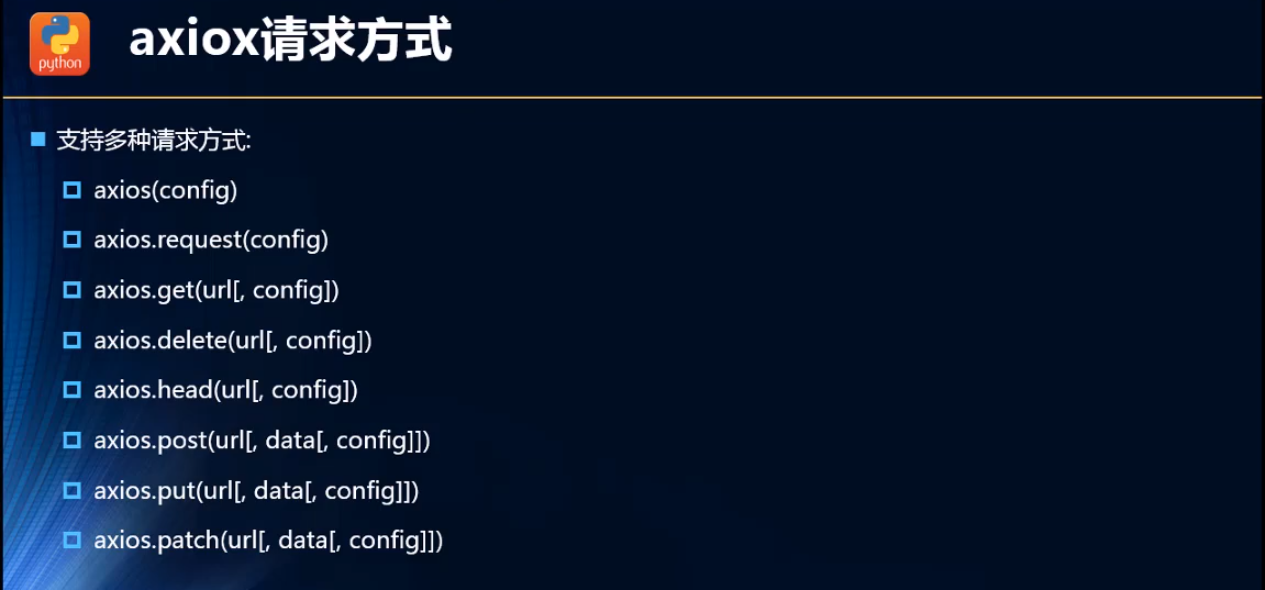 python
axiox请求方式
支持多种请求方式:
axios(config)
axios.request(config)
axios.get(url[, config])
axios.delete(url[, config])
axios.head(url[, config])
axios.post(url[, data[, config]])
axios.put(url[, data[, config]])
axios.patch(url[, data[, config]])